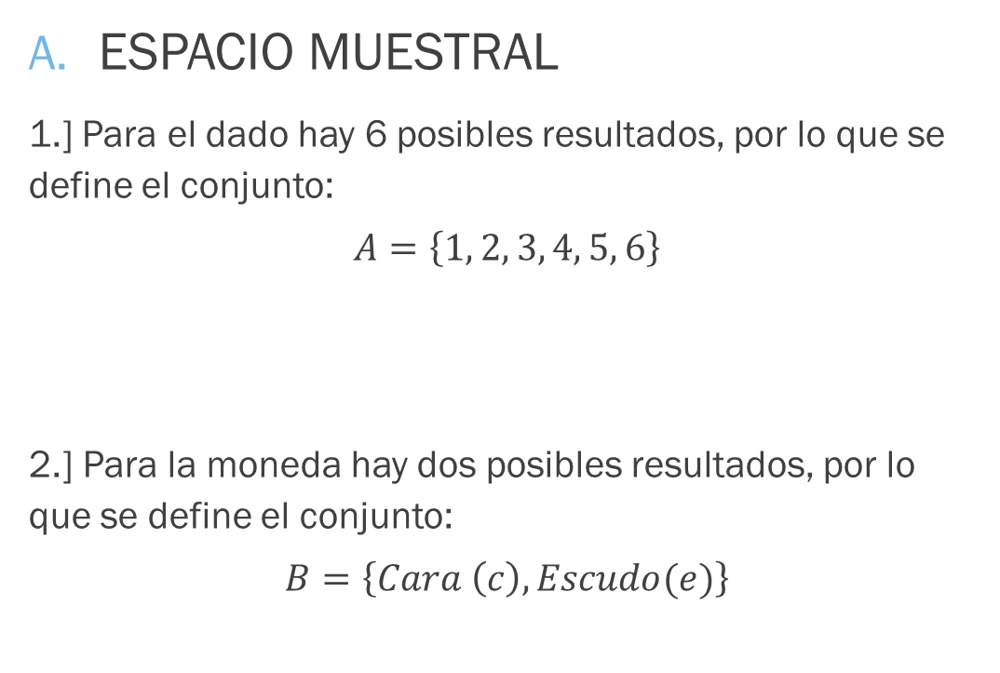 A. ESPACIO MUESTRAL
1.] Para el dado hay 6 posibles resultados, por lo que se
define el conjunto:
A = {1, 2, 3, 4, 5, 6}
2.] Para la moneda hay dos posibles resultados, por lo
que se define el conjunto:
B = {Cara (c), Escudo(e)}